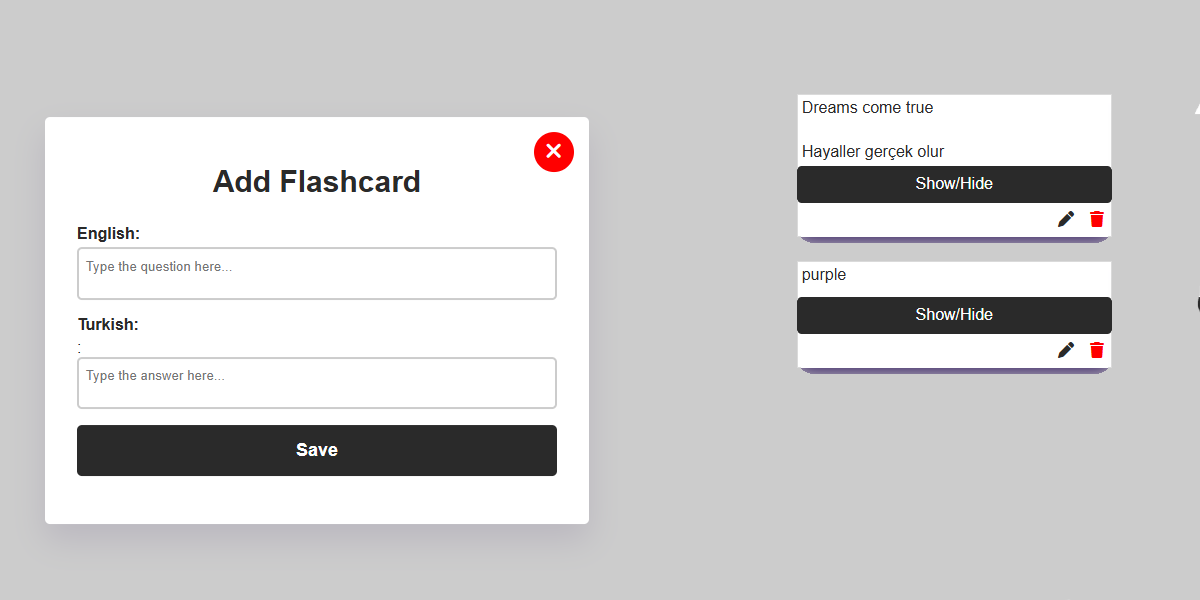 Add Flashcard
English:
Type the question here...
Turkish:
:
Type the answer here...
Save
Dreams come true
Hayaller gerçek olur
Show/Hide
purple
Show/Hide